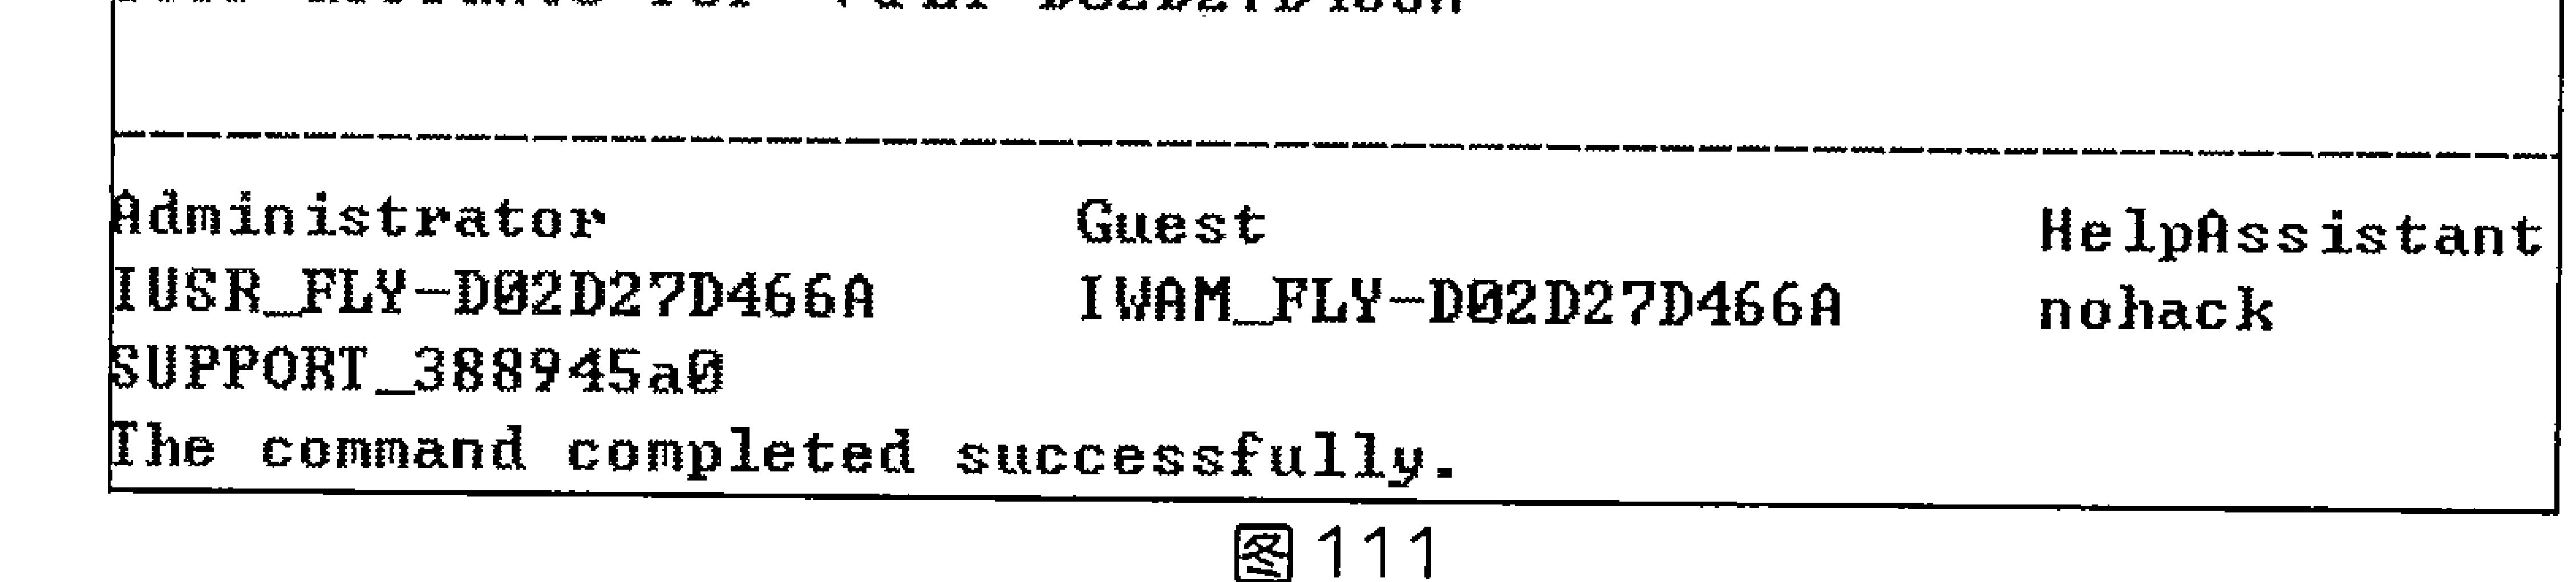 Administrator Guest HelpAssistant
IUSR_FLY-D02D27D466A IWAM_FLY-D02D27D466A nohack
SUPPORT_388945a0
The command completed successfully.
图111